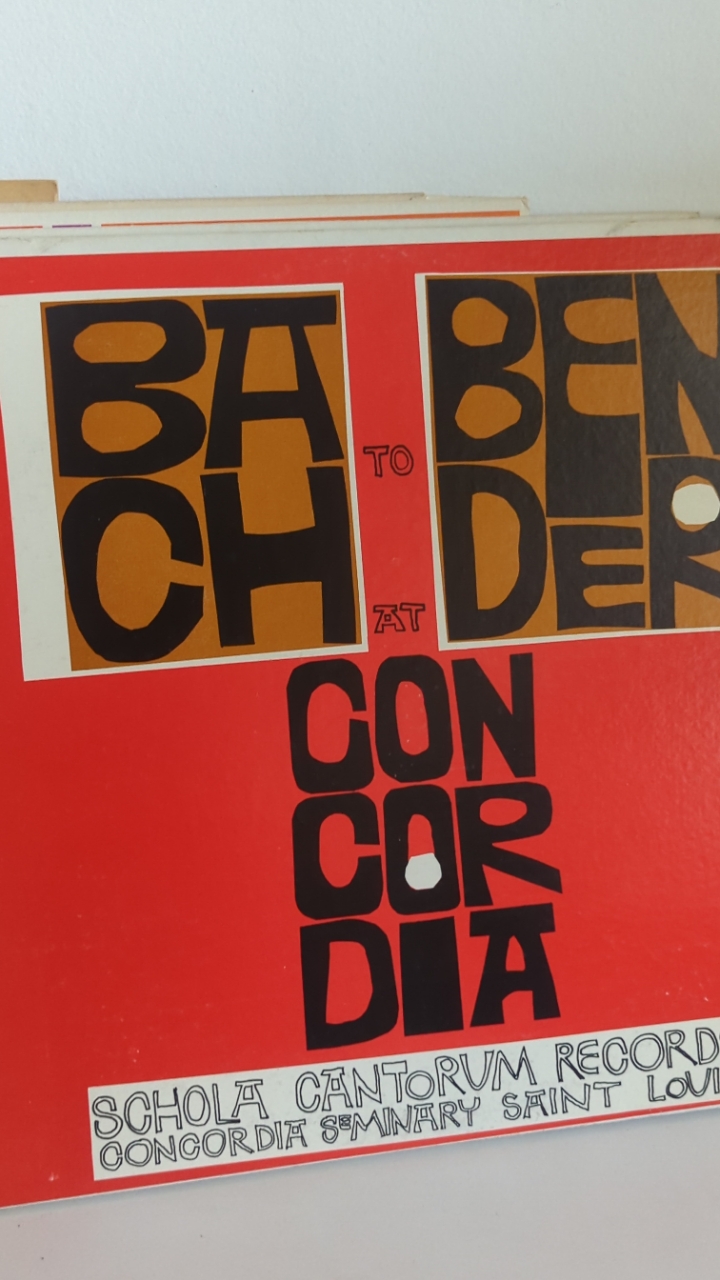 BA
CH
TO
BEN
DER
AT
CON
COR
DIA
SCHOLA CANTORUM RECORD
CONCORDIA SEMINARY SAINT LOUI